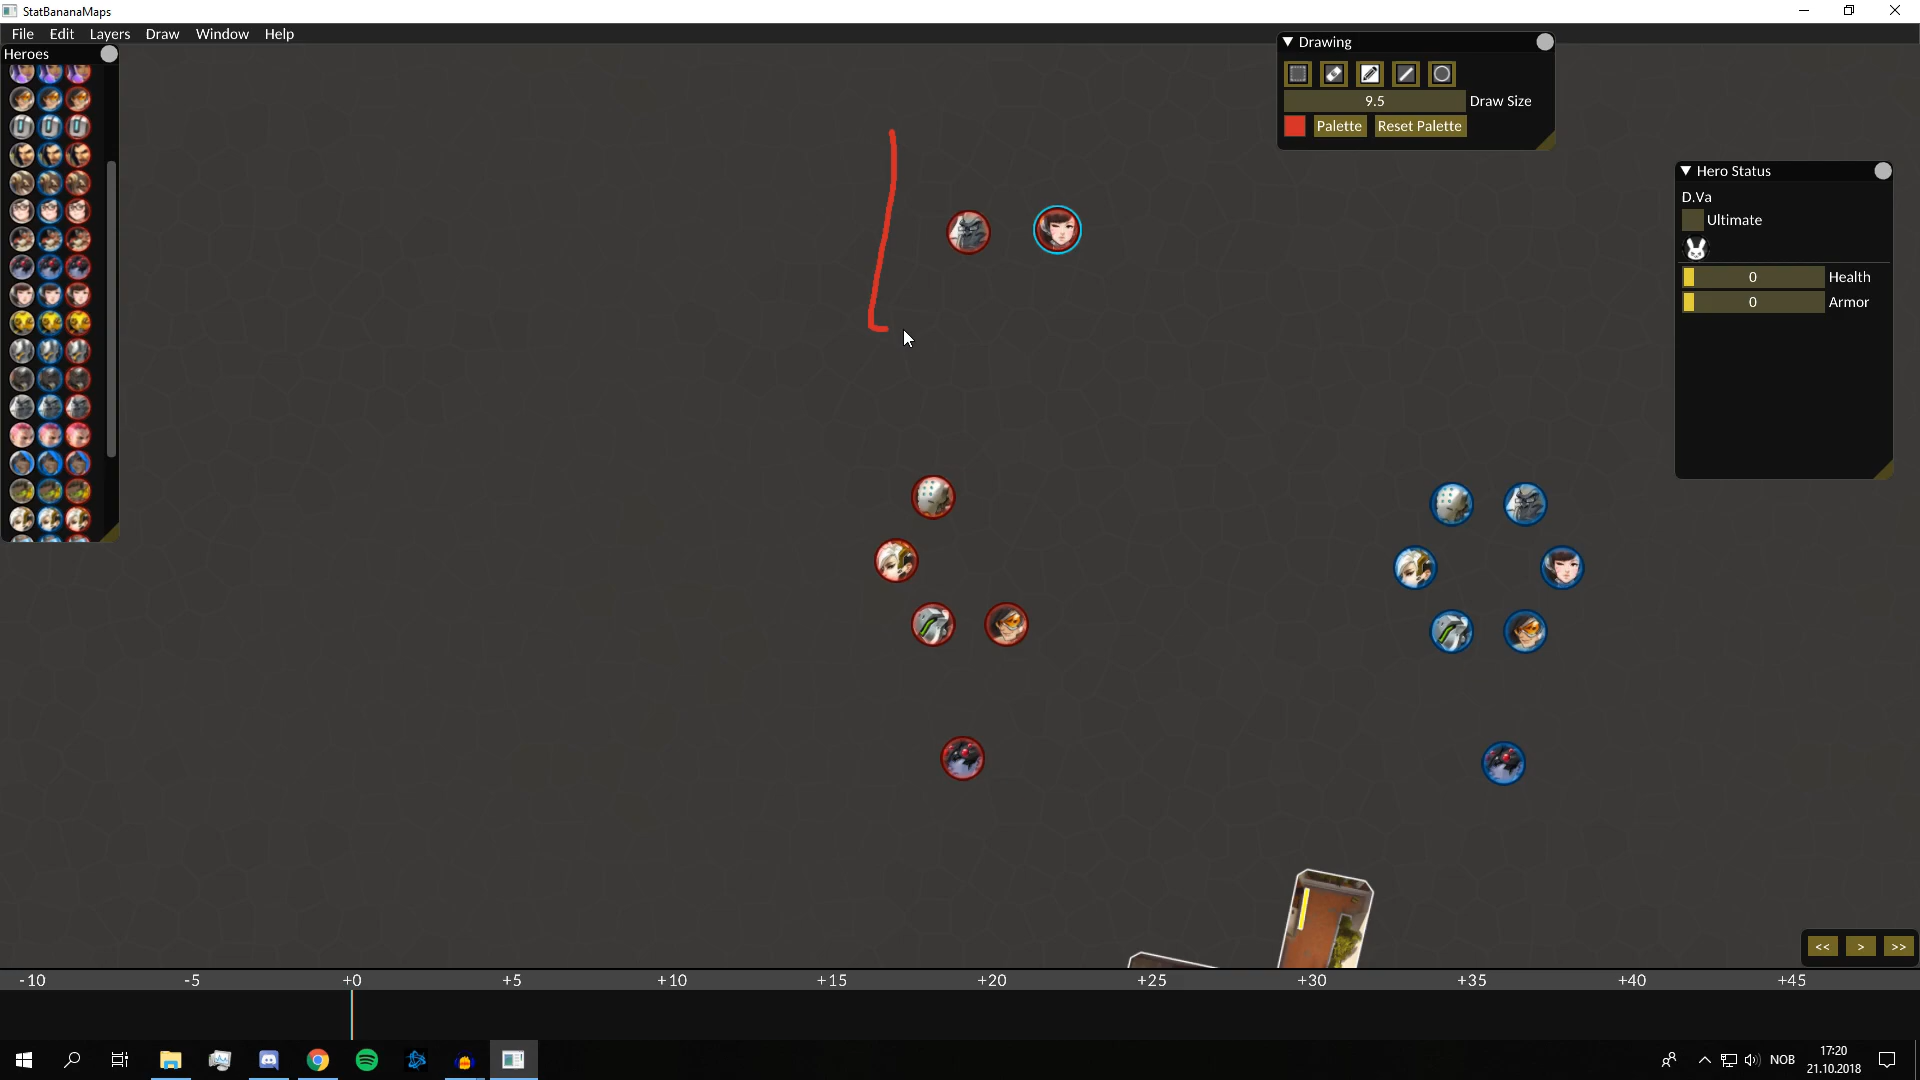 StatBananaMaps
File Edit Layers Draw Window Help
Heroes
Drawing
9.5 Draw Size
Palette Reset Palette
Hero Status
D.Va
Ultimate
0 Health
0 Armor
<< > >>
-10 -5 +0 +5 +10 +15 +20 +25 +30 +35 +40 +45
NOB
17:20
21.10.2018